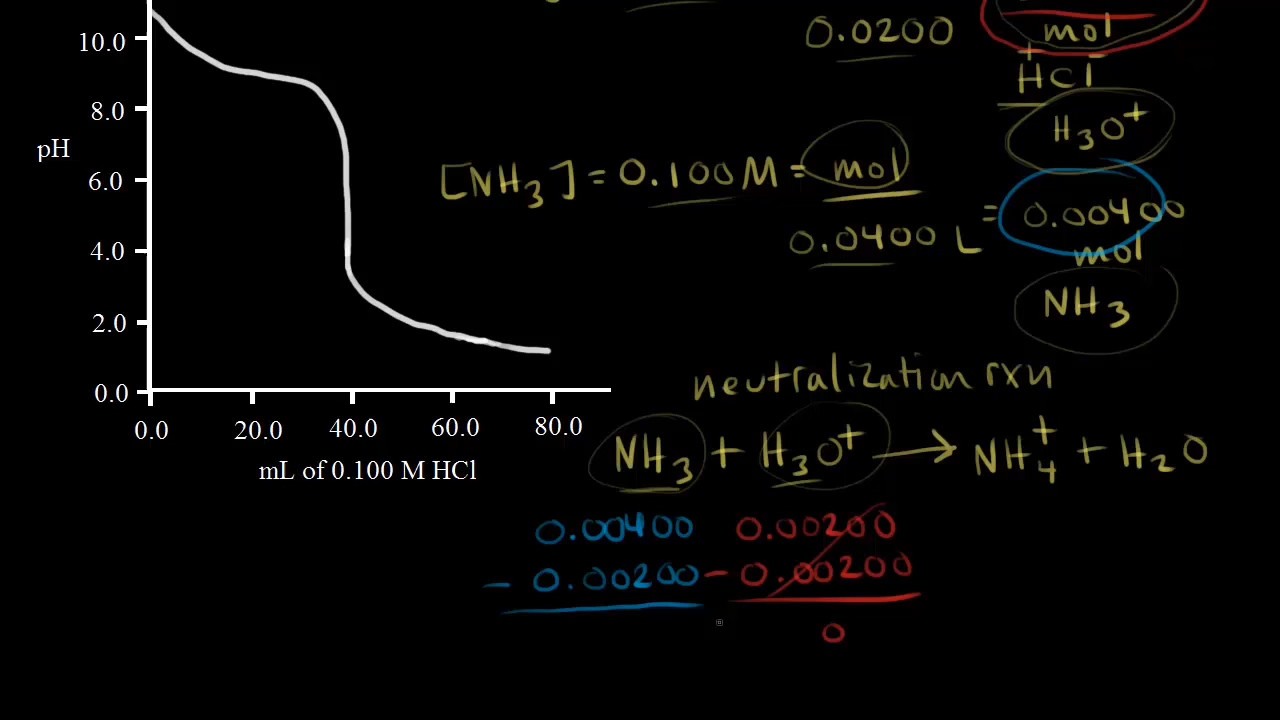 10.0
8.0
pH
6.0
4.0
2.0
0.0
0.0 20.0 40.0 60.0 80.0
mL of 0.100 M HCl
0.0200
mol
+ -
HCl
H3O+
[NH3] = 0.100 M = mol
0.0400 L
= 0.00400
mol
NH3
neutralization rxn
NH3 + H3O+ → NH4+ + H2O
0.00400 0.00200
- 0.00200 - 0.00200
0